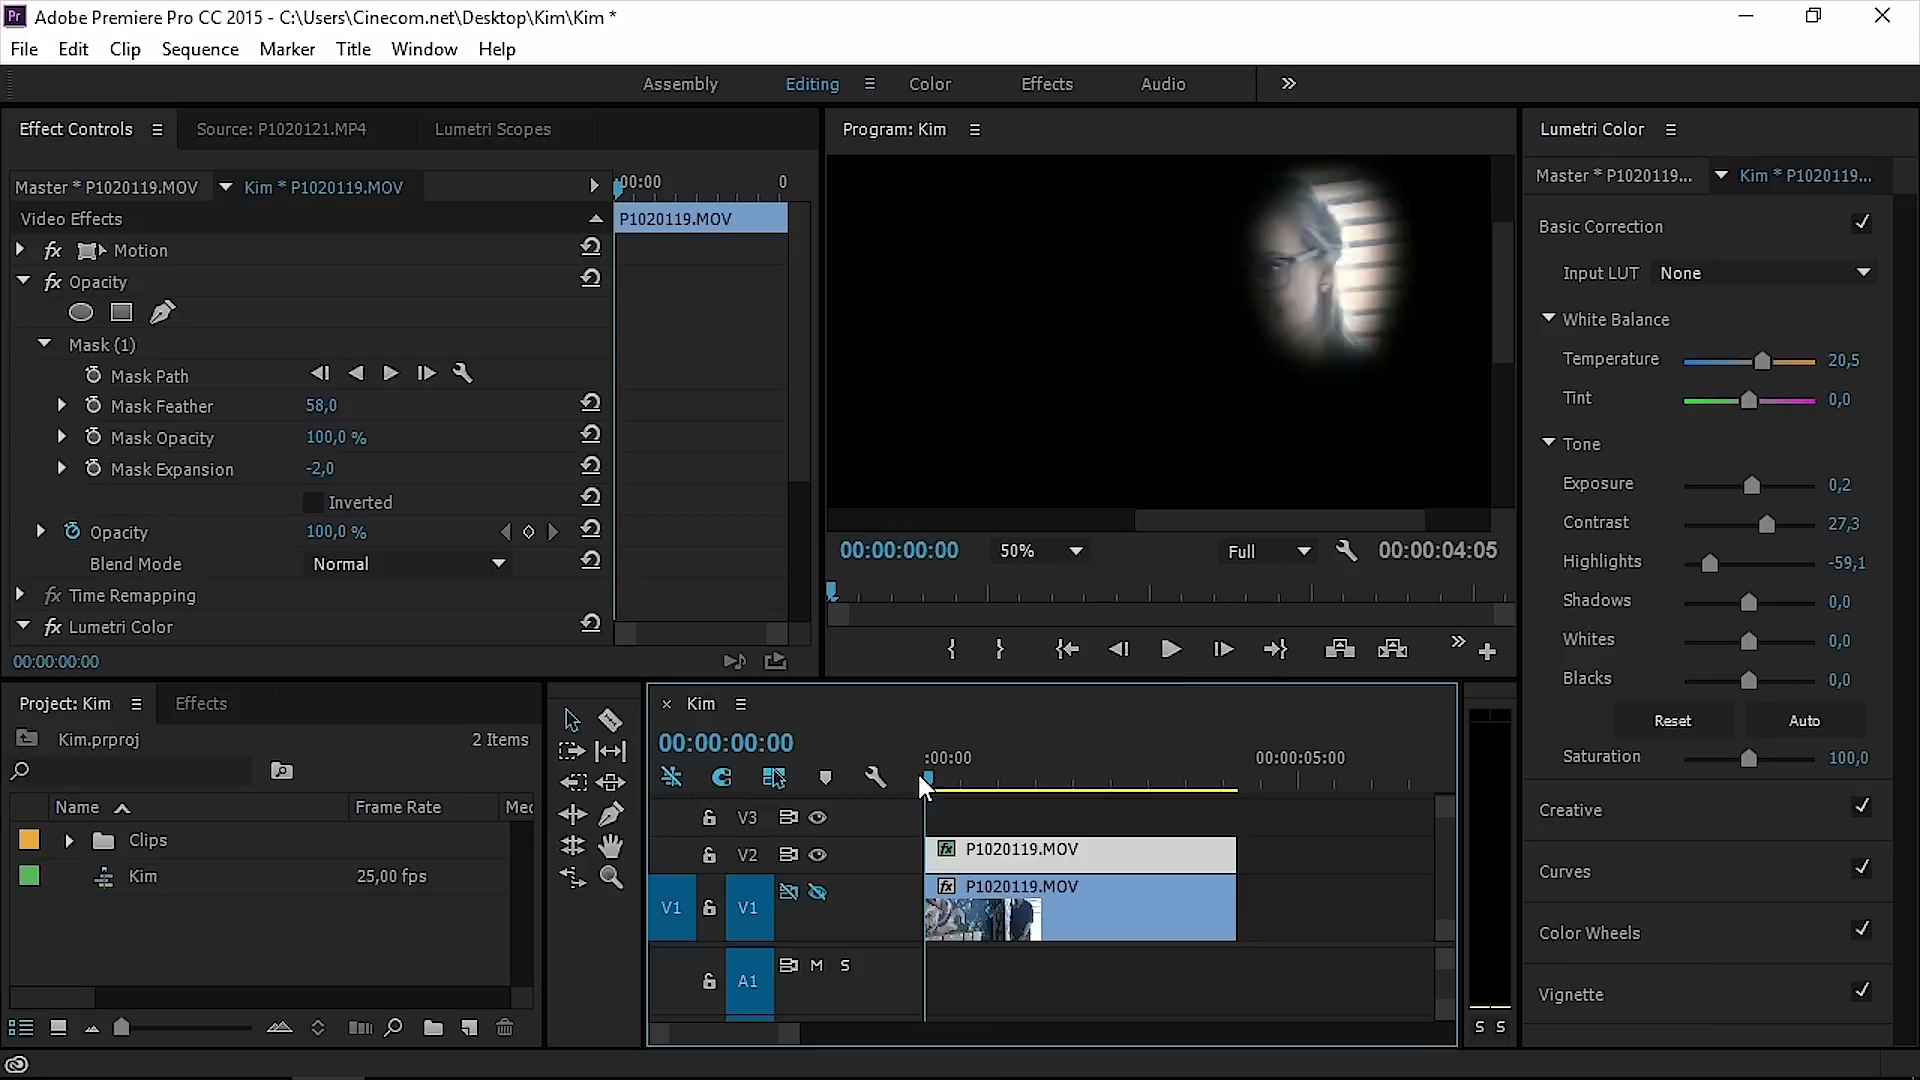 Pr Adobe Premiere Pro CC 2015 - C:\Users\Cinecom.net\Desktop\Kim\Kim *
File Edit Clip Sequence Marker Title Window Help
Assembly Editing Color Effects Audio
Effect Controls Source: P1020121.MP4 Lumetri Scopes
Program: Kim
Lumetri Color
Master * P1020119.MOV Kim * P1020119.MOV
:00:00 0
Master * P1020119... Kim * P1020119...
Video Effects
P1020119.MOV
fx Motion
fx Opacity
Mask (1)
Mask Path
Mask Feather 58,0
Mask Opacity 100,0 %
Mask Expansion -2,0
Inverted
Opacity 100,0 %
Blend Mode Normal
fx Time Remapping
fx Lumetri Color
00:00:00:00
00:00:00:00 50% Full 00:00:04:05
Basic Correction
Input LUT None
White Balance
Temperature 20,5
Tint 0,0
Tone
Exposure 0,2
Contrast 27,3
Highlights -59,1
Shadows 0,0
Whites 0,0
Blacks 0,0
Reset Auto
Saturation 100,0
Creative
Curves
Color Wheels
Vignette
Project: Kim Effects
Kim.prproj 2 Items
Name Frame Rate Mec
Clips
Kim 25,00 fps
× Kim
00:00:00:00
:00:00 00:00:05:00
V3
V2 fx P1020119.MOV
V1 V1 fx P1020119.MOV
A1 M S
S S